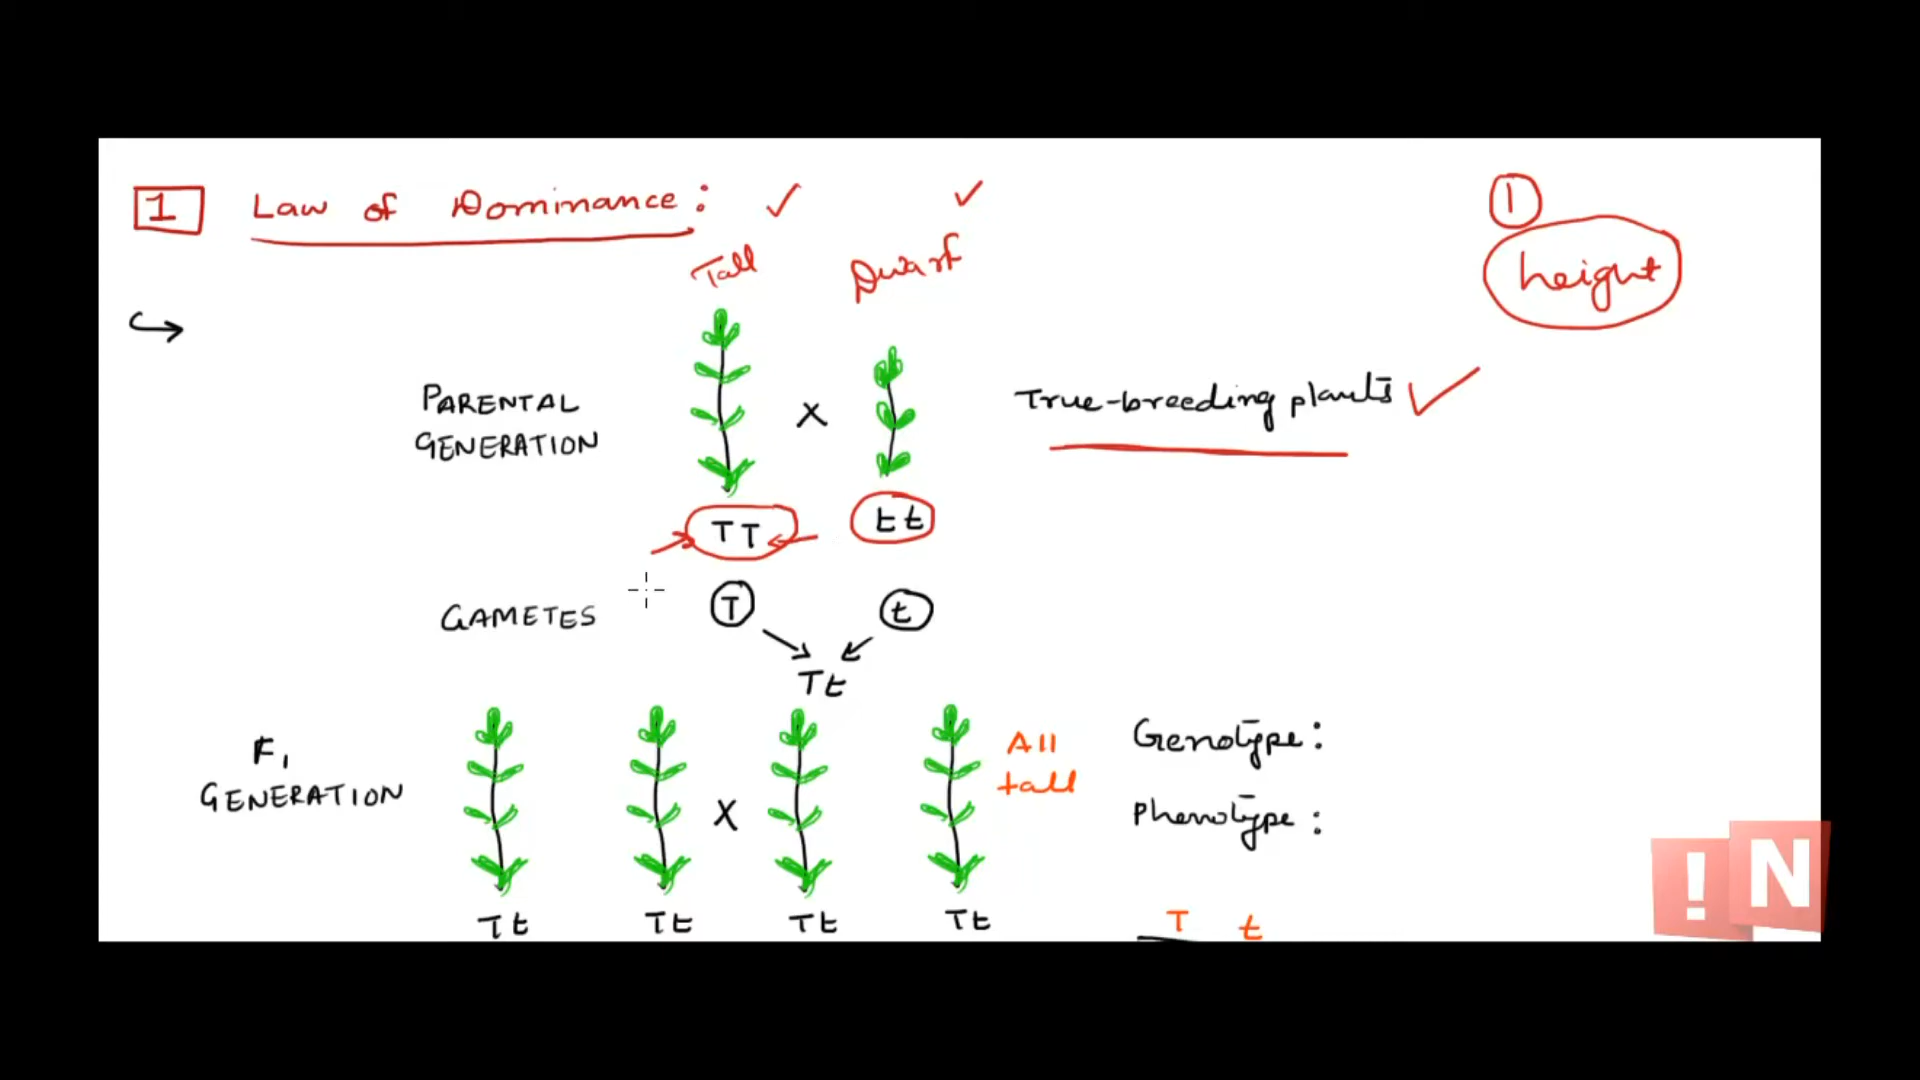 1 Law of Dominance:
1
height
Tall Dwarf
PARENTAL
GENERATION
X
True-breeding plants
TT tt
GAMETES
T t
Tt
F1
GENERATION
X
All
tall
Genotype:
Phenotype:
Tt Tt Tt Tt
T t
! N